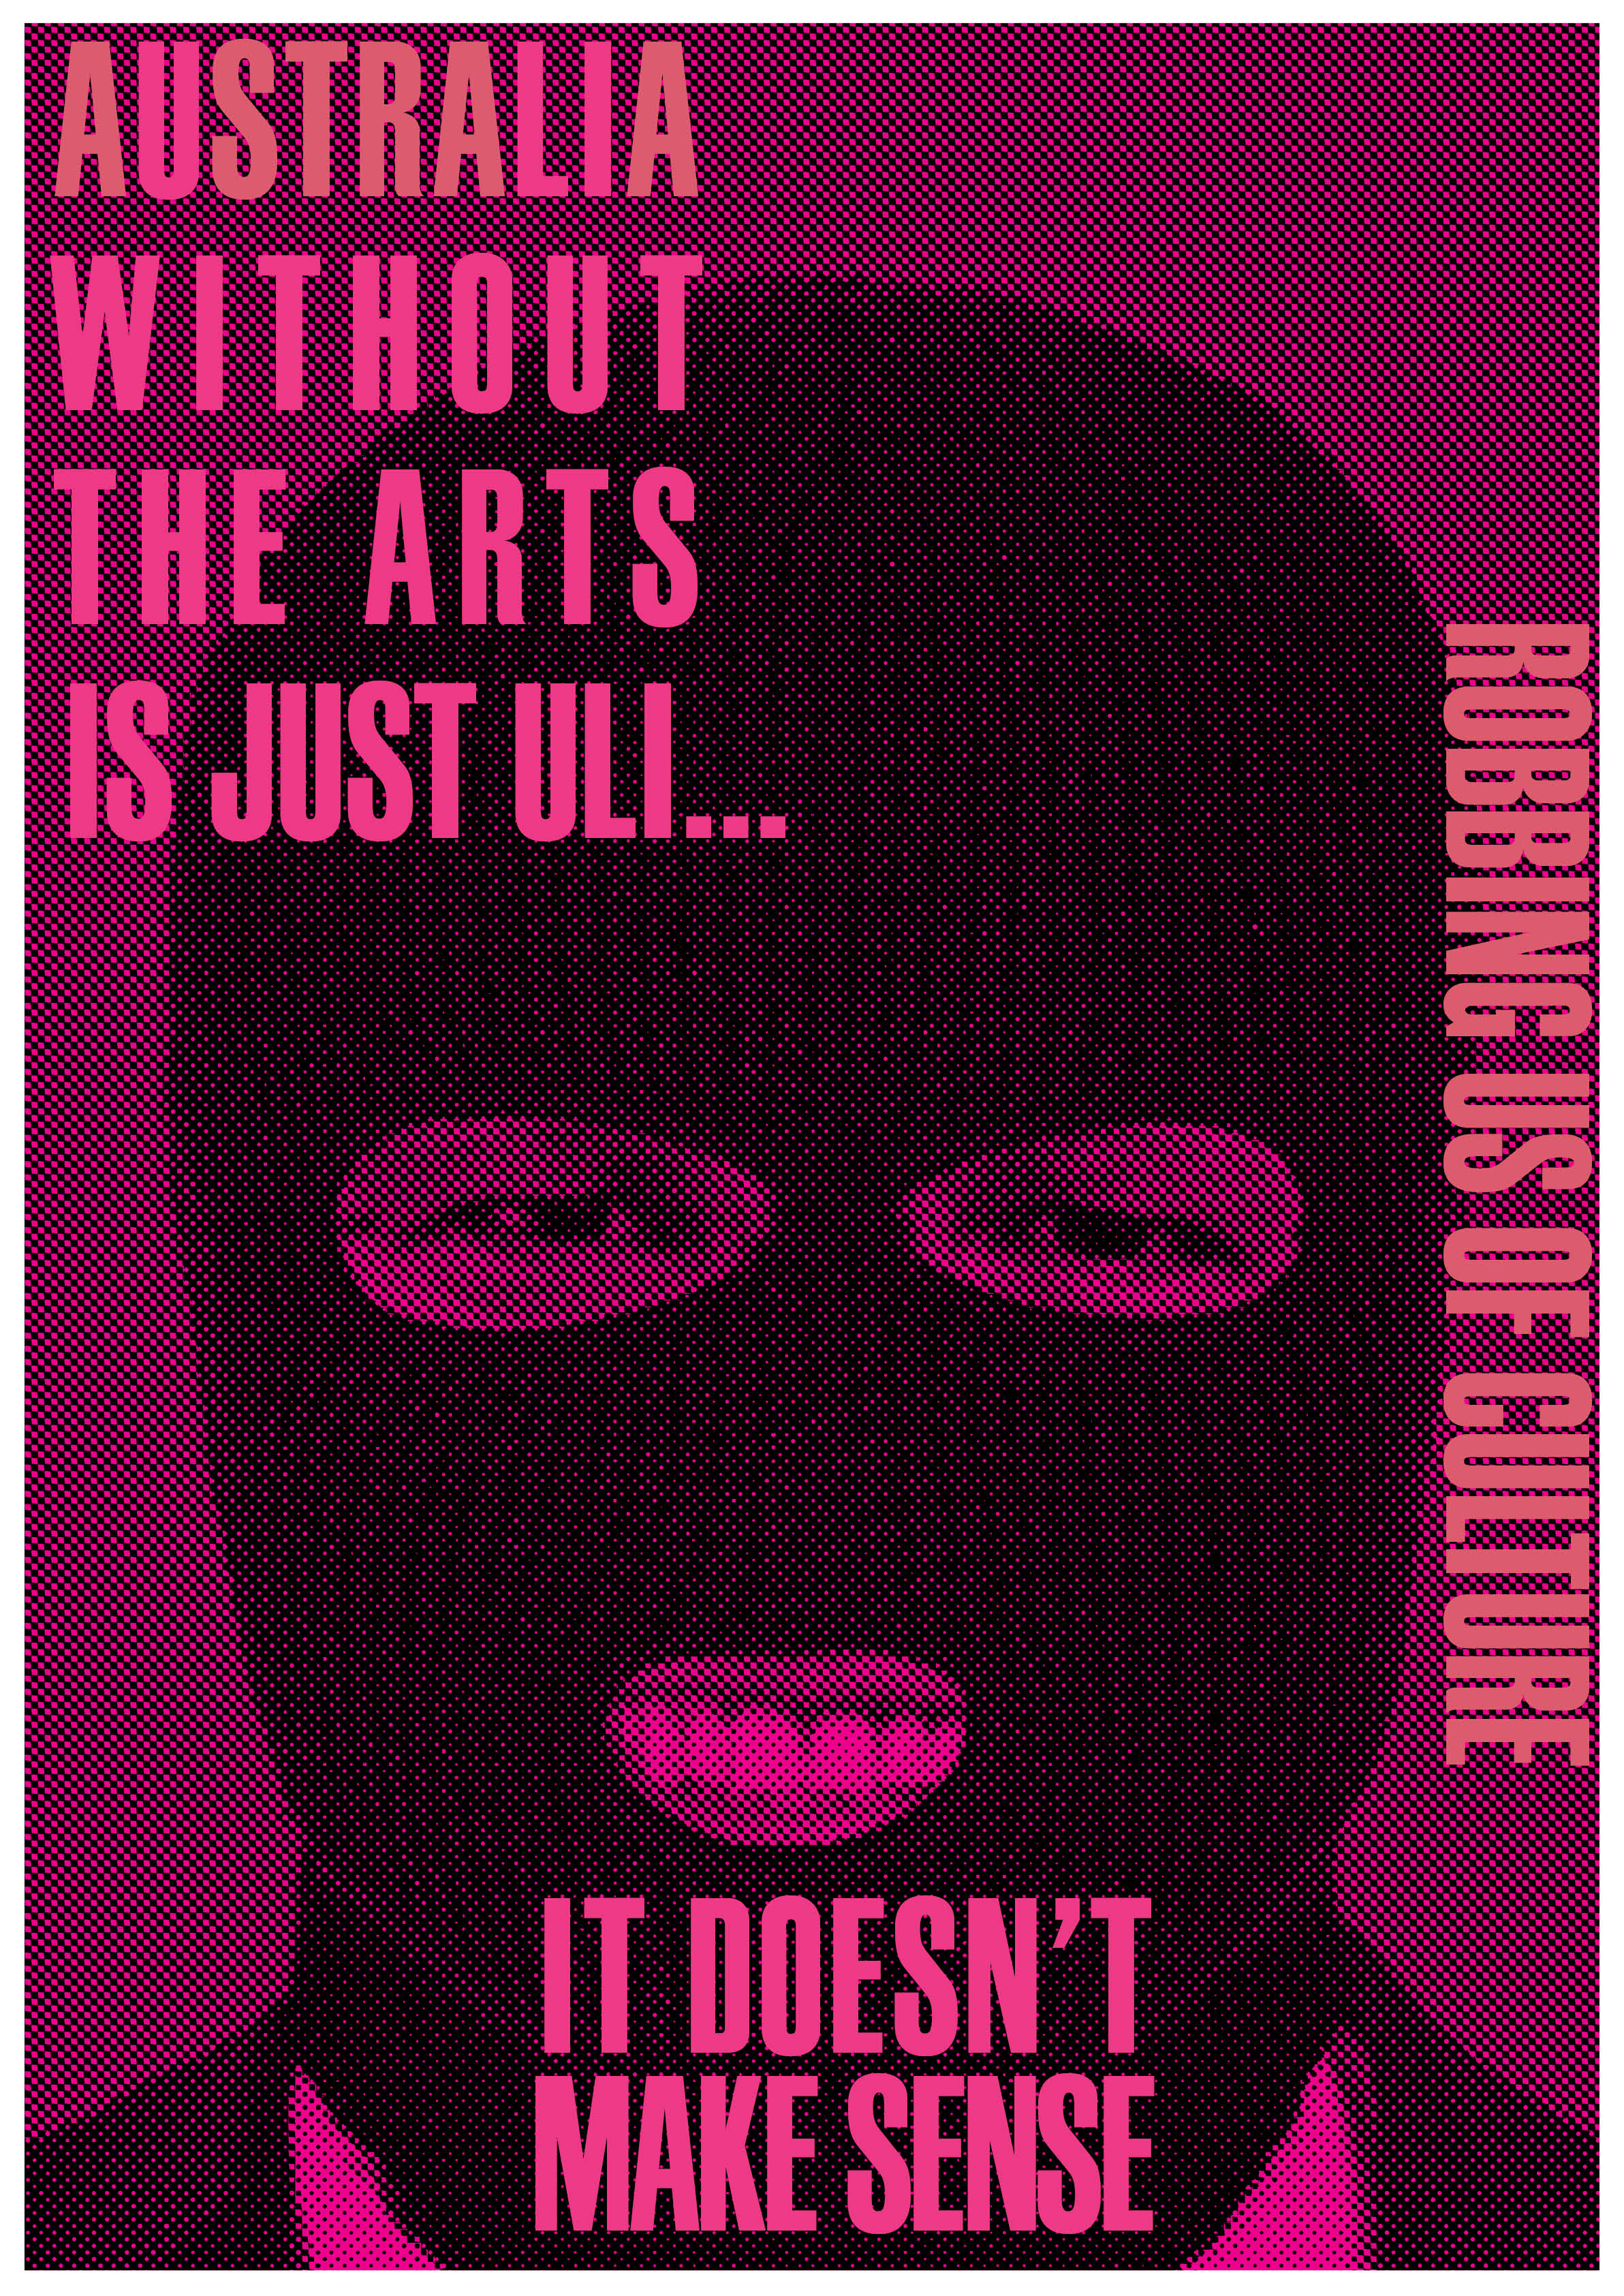 AUSTRALIA
WITHOUT
THE ARTS
IS JUST ULI...
ROBBING US OF CULTURE
IT DOESN’T
MAKE SENSE